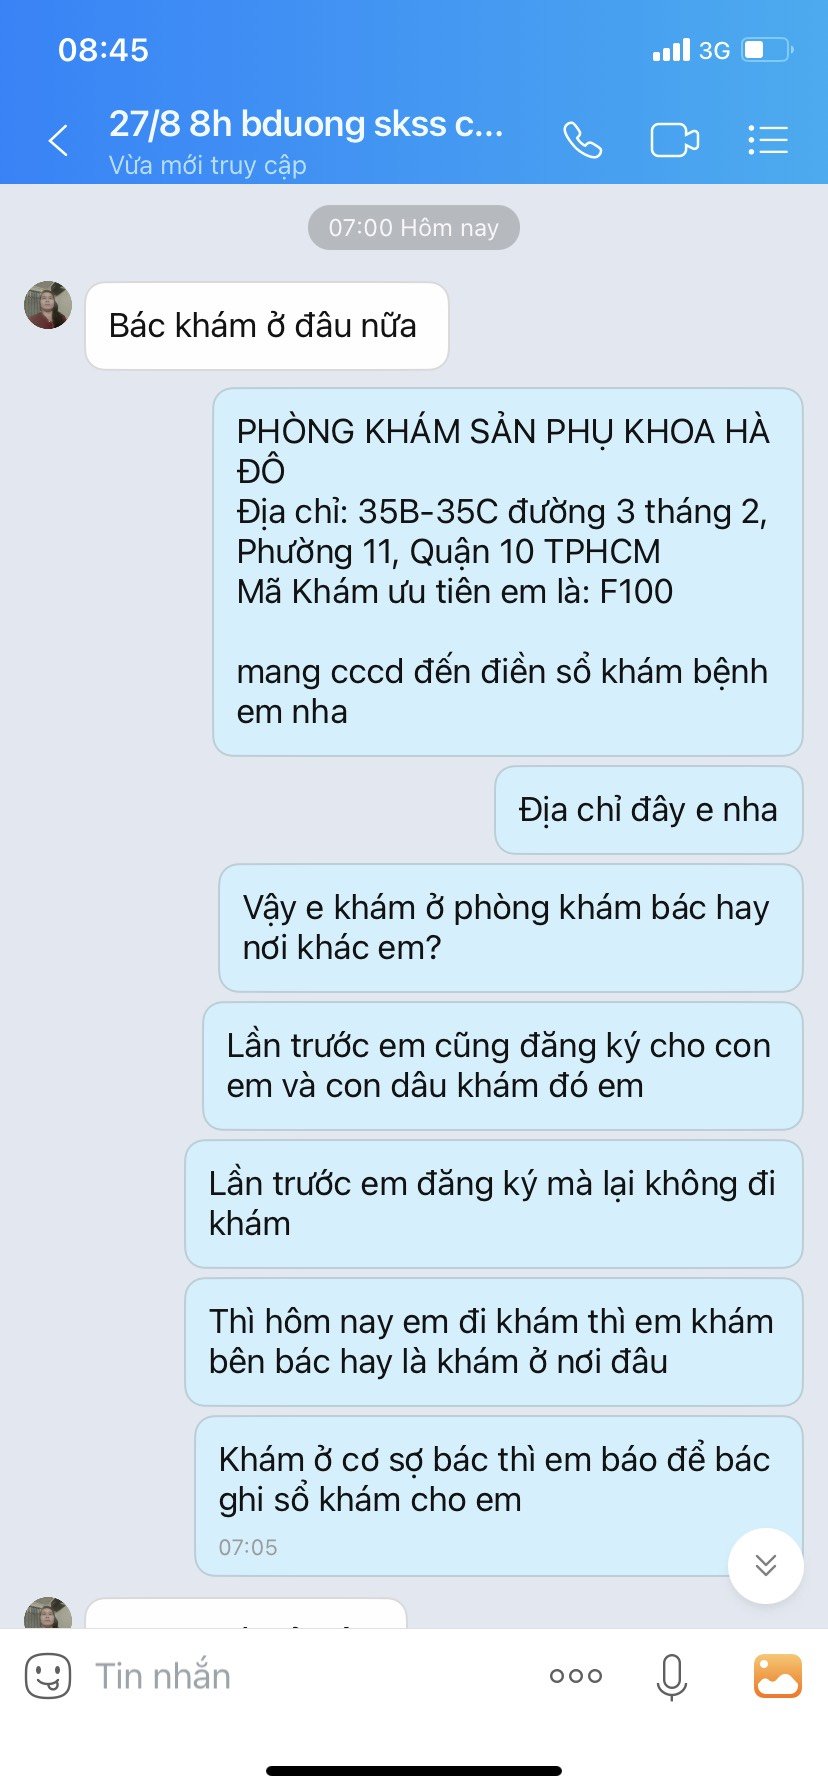 08:45
3G
27/8 8h bduong skss c...
Vừa mới truy cập
07:00 Hôm nay
Bác khám ở đâu nữa
PHÒNG KHÁM SẢN PHỤ KHOA HÀ
ĐÔ
Địa chỉ: 35B-35C đường 3 tháng 2,
Phường 11, Quận 10 TPHCM
Mã Khám ưu tiên em là: F100
mang cccd đến điền sổ khám bệnh
em nha
Địa chỉ đây e nha
Vậy e khám ở phòng khám bác hay
nơi khác em?
Lần trước em cũng đăng ký cho con
em và con dâu khám đó em
Lần trước em đăng ký mà lại không đi
khám
Thì hôm nay em đi khám thì em khám
bên bác hay là khám ở nơi đâu
Khám ở cơ sợ bác thì em báo để bác
ghi sổ khám cho em
07:05
Tin nhắn